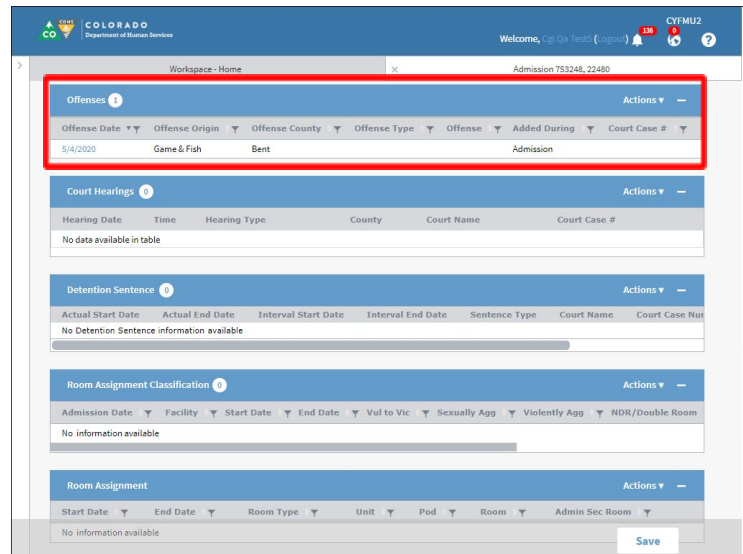 CYFMU2
COLORADO
Department of Human Services
CO CDHS
Welcome, Cgi Qa Test5 (Logout) 138 0 ?
> Workspace - Home × Admission 753248, 22480
Offenses 1 Actions ▾ —
Offense Date Offense Origin Offense County Offense Type Offense Added During Court Case #
5/4/2020 Game & Fish Bent Admission
Court Hearings 0 Actions ▾ —
Hearing Date Time Hearing Type County Court Name Court Case #
No data available in table
Detention Sentence 0 Actions ▾ —
Actual Start Date Actual End Date Interval Start Date Interval End Date Sentence Type Court Name Court Case Nur
No Detention Sentence information available
Room Assignment Classification 0 Actions ▾ —
Admission Date Facility Start Date End Date Vul to Vic Sexually Agg Violently Agg NDR/Double Room
No information available
Room Assignment Actions ▾ —
Start Date End Date Room Type Unit Pod Room Admin Sec Room
No information available
Save